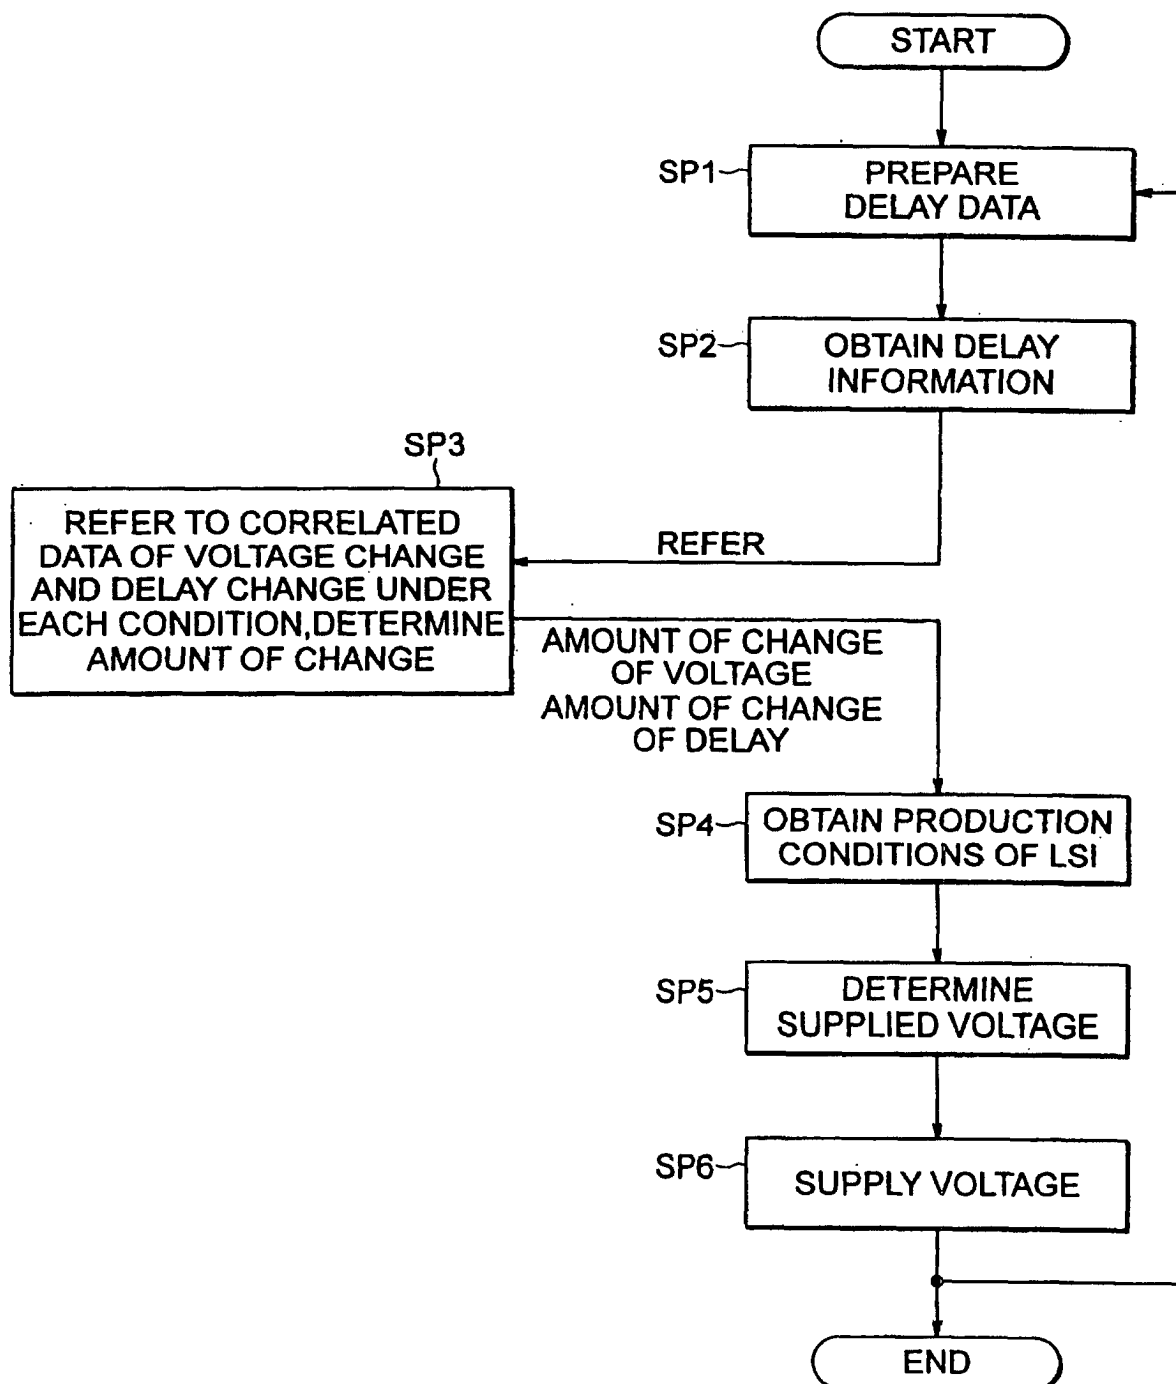 START
SP1
PREPARE
DELAY DATA
SP2
OBTAIN DELAY
INFORMATION
SP3
REFER TO CORRELATED
DATA OF VOLTAGE CHANGE
AND DELAY CHANGE UNDER
EACH CONDITION,DETERMINE
AMOUNT OF CHANGE
REFER
AMOUNT OF CHANGE
OF VOLTAGE
AMOUNT OF CHANGE
OF DELAY
SP4
OBTAIN PRODUCTION
CONDITIONS OF LSI
SP5
DETERMINE
SUPPLIED VOLTAGE
SP6
SUPPLY VOLTAGE
END